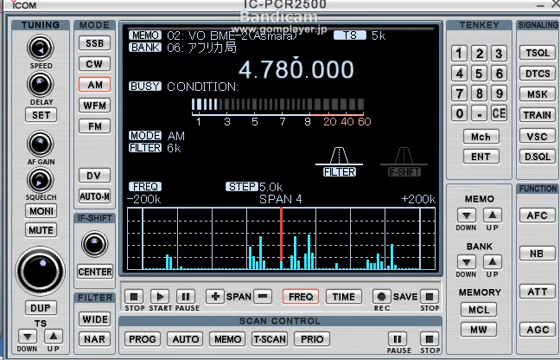 ICOM
IC-PCR2500
Bandicam
www.gomplayer.jp
TUNING
MODE
TENKEY
SIGNALING
MEMO 02: VO BME-2(Asmara) TS 5k
BANK 06: アフリカ局
4.780.000
BUSY CONDITION:
1 3 5 7 9 20 40 60
MODE AM
FILTER 6k
FILTER IF-SHIFT
FREQ STEP 5.0k
-200k SPAN 4 +200k
SPEED
DELAY
SET
AF GAIN
SQUELCH
MONI
MUTE
DUP
TS
DOWN UP
SSB
CW
AM
WFM
FM
DV
AUTO-M
IF-SHIFT
CENTER
FILTER
WIDE
NAR
STOP START PAUSE
+ SPAN -
FREQ TIME
REC SAVE STOP
SCAN CONTROL
PROG AUTO MEMO T-SCAN PRIO
PAUSE STOP
1 2 3
4 5 6
7 8 9
0 . CE
Mch
ENT
MEMO
DOWN UP
BANK
DOWN UP
MEMORY
MCL
MW
TSQL
DTCS
MSK
TRAIN
VSC
D.SQL
FUNCTION
AFC
NB
ATT
AGC